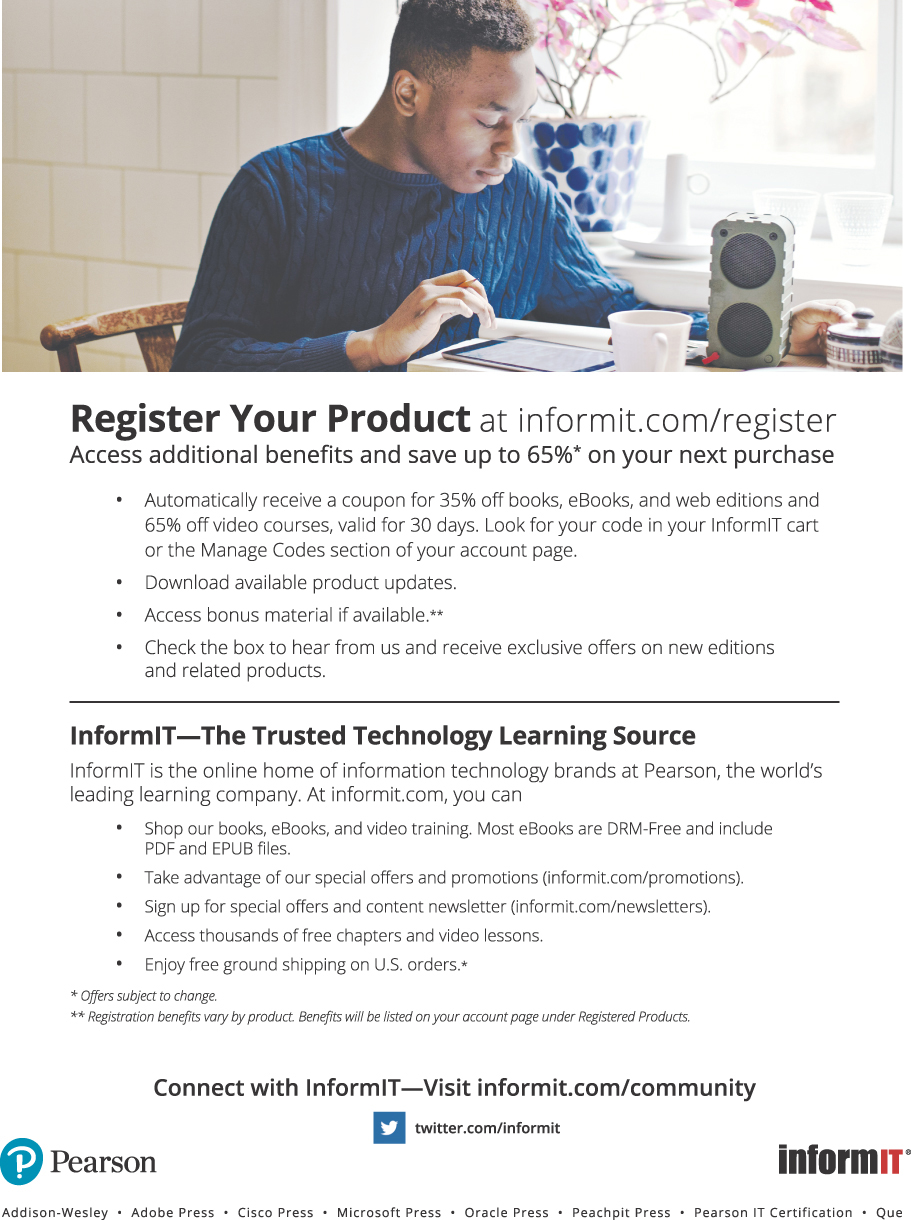 Register Your Product at informit.com/register
Access additional benefits and save up to 65%* on your next purchase
• Automatically receive a coupon for 35% off books, eBooks, and web editions and
65% off video courses, valid for 30 days. Look for your code in your InformIT cart
or the Manage Codes section of your account page.
• Download available product updates.
• Access bonus material if available.**
• Check the box to hear from us and receive exclusive offers on new editions
and related products.
InformIT—The Trusted Technology Learning Source
InformIT is the online home of information technology brands at Pearson, the world’s
leading learning company. At informit.com, you can
• Shop our books, eBooks, and video training. Most eBooks are DRM-Free and include
PDF and EPUB files.
• Take advantage of our special offers and promotions (informit.com/promotions).
• Sign up for special offers and content newsletter (informit.com/newsletters).
• Access thousands of free chapters and video lessons.
• Enjoy free ground shipping on U.S. orders.*
* Offers subject to change.
** Registration benefits vary by product. Benefits will be listed on your account page under Registered Products.
Connect with InformIT—Visit informit.com/community
twitter.com/informit
Pearson
informIT®
Addison-Wesley • Adobe Press • Cisco Press • Microsoft Press • Oracle Press • Peachpit Press • Pearson IT Certification • Que